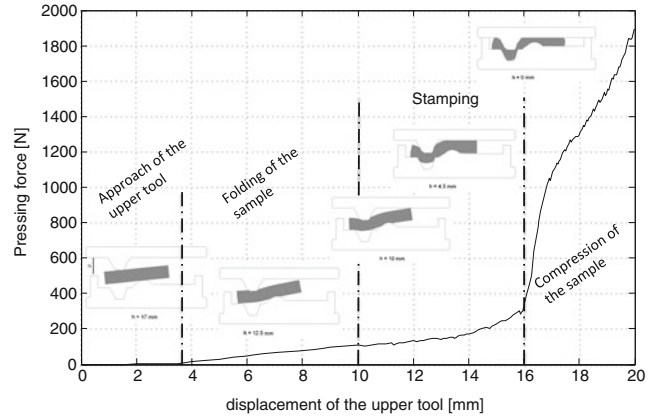 2000
1800
1600
1400
1200
1000
800
600
400
200
0
Pressing force [N]
0 2 4 6 8 10 12 14 16 18 20
displacement of the upper tool [mm]
Approach of the
upper tool
Folding of the
sample
Stamping
Compression of
the sample
h = 17 mm
h = 12.5 mm
h = 10 mm
h = 4.5 mm
h = 0 mm